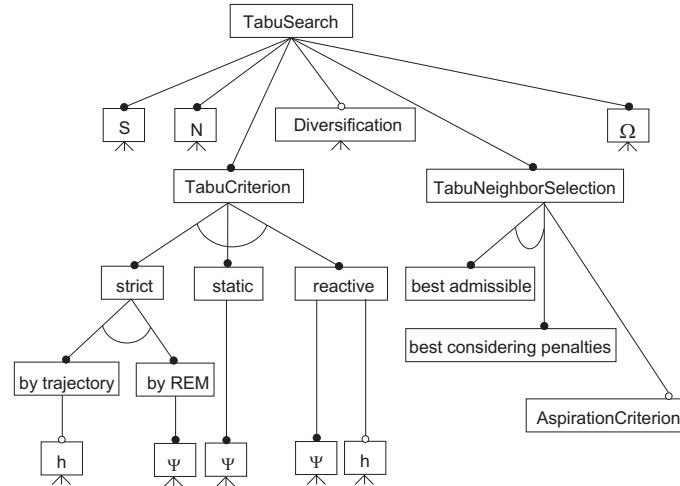 TabuSearch
S
N
Diversification
Ω
TabuCriterion
TabuNeighborSelection
strict
static
reactive
best admissible
best considering penalties
by trajectory
by REM
AspirationCriterion
h
Ψ
Ψ
Ψ
h